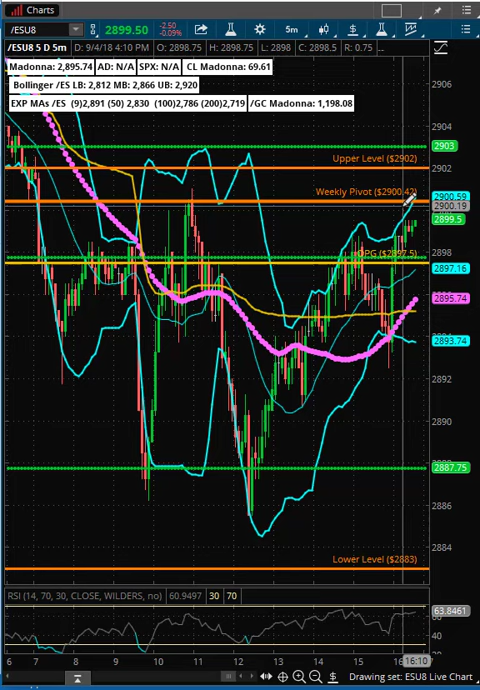 Charts
/ESU8 2899.50 -2.50 -0.09% 5m
/ESU8 5 D 5m D: 9/4/18 4:10 PM O: 2898.75 H: 2898.75 L: 2898 C: 2898.5 R: 0.75
Madonna: 2,895.74 AD: N/A SPX: N/A CL Madonna: 69.61
Bollinger /ES LB: 2,812 MB: 2,866 UB: 2,920
EXP MAs /ES (9)2,891 (50) 2,830 (100)2,786 (200)2,719 /GC Madonna: 1,198.08
2906
2904
2903
Upper Level ($2902)
2902
Weekly Pivot ($2900.42)
2900.59
2900.19
2899.5
2898
OPG ($2897.5)
2897.16
2895.74
2893.74
2892
2890
2887.75
2886
2884
Lower Level ($2883)
RSI (14, 70, 30, CLOSE, WILDERS, no) 60.9497 30 70
63.8461
40
6 7 8 9 10 11 12 13 14 15 16 16:10
Drawing set: ESU8 Live Chart